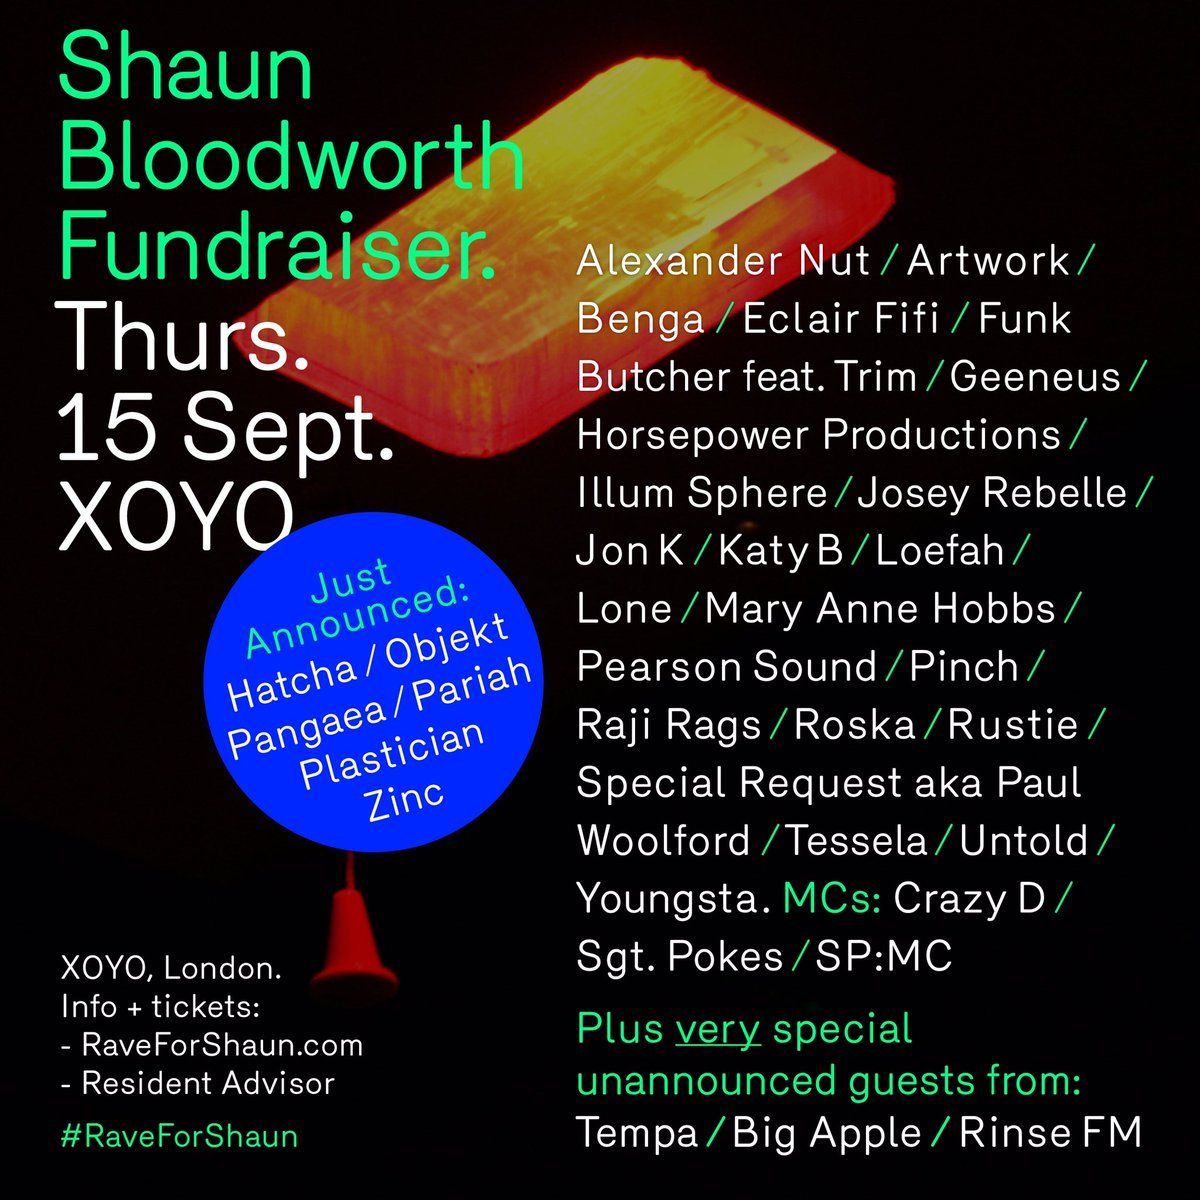 Shaun
Bloodworth
Fundraiser.
Thurs.
15 Sept.
XOYO
Just
Announced:
Hatcha / Objekt
Pangaea / Pariah
Plastician
Zinc
XOYO, London.
Info + tickets:
- RaveForShaun.com
- Resident Advisor
#RaveForShaun
Alexander Nut / Artwork /
Benga / Eclair Fifi / Funk
Butcher feat. Trim / Geeneus /
Horsepower Productions /
Illum Sphere / Josey Rebelle /
Jon K / Katy B / Loefah /
Lone / Mary Anne Hobbs /
Pearson Sound / Pinch /
Raji Rags / Roska / Rustie /
Special Request aka Paul
Woolford / Tessela / Untold /
Youngsta. MCs: Crazy D /
Sgt. Pokes / SP:MC
Plus very special
unannounced guests from:
Tempa / Big Apple / Rinse FM